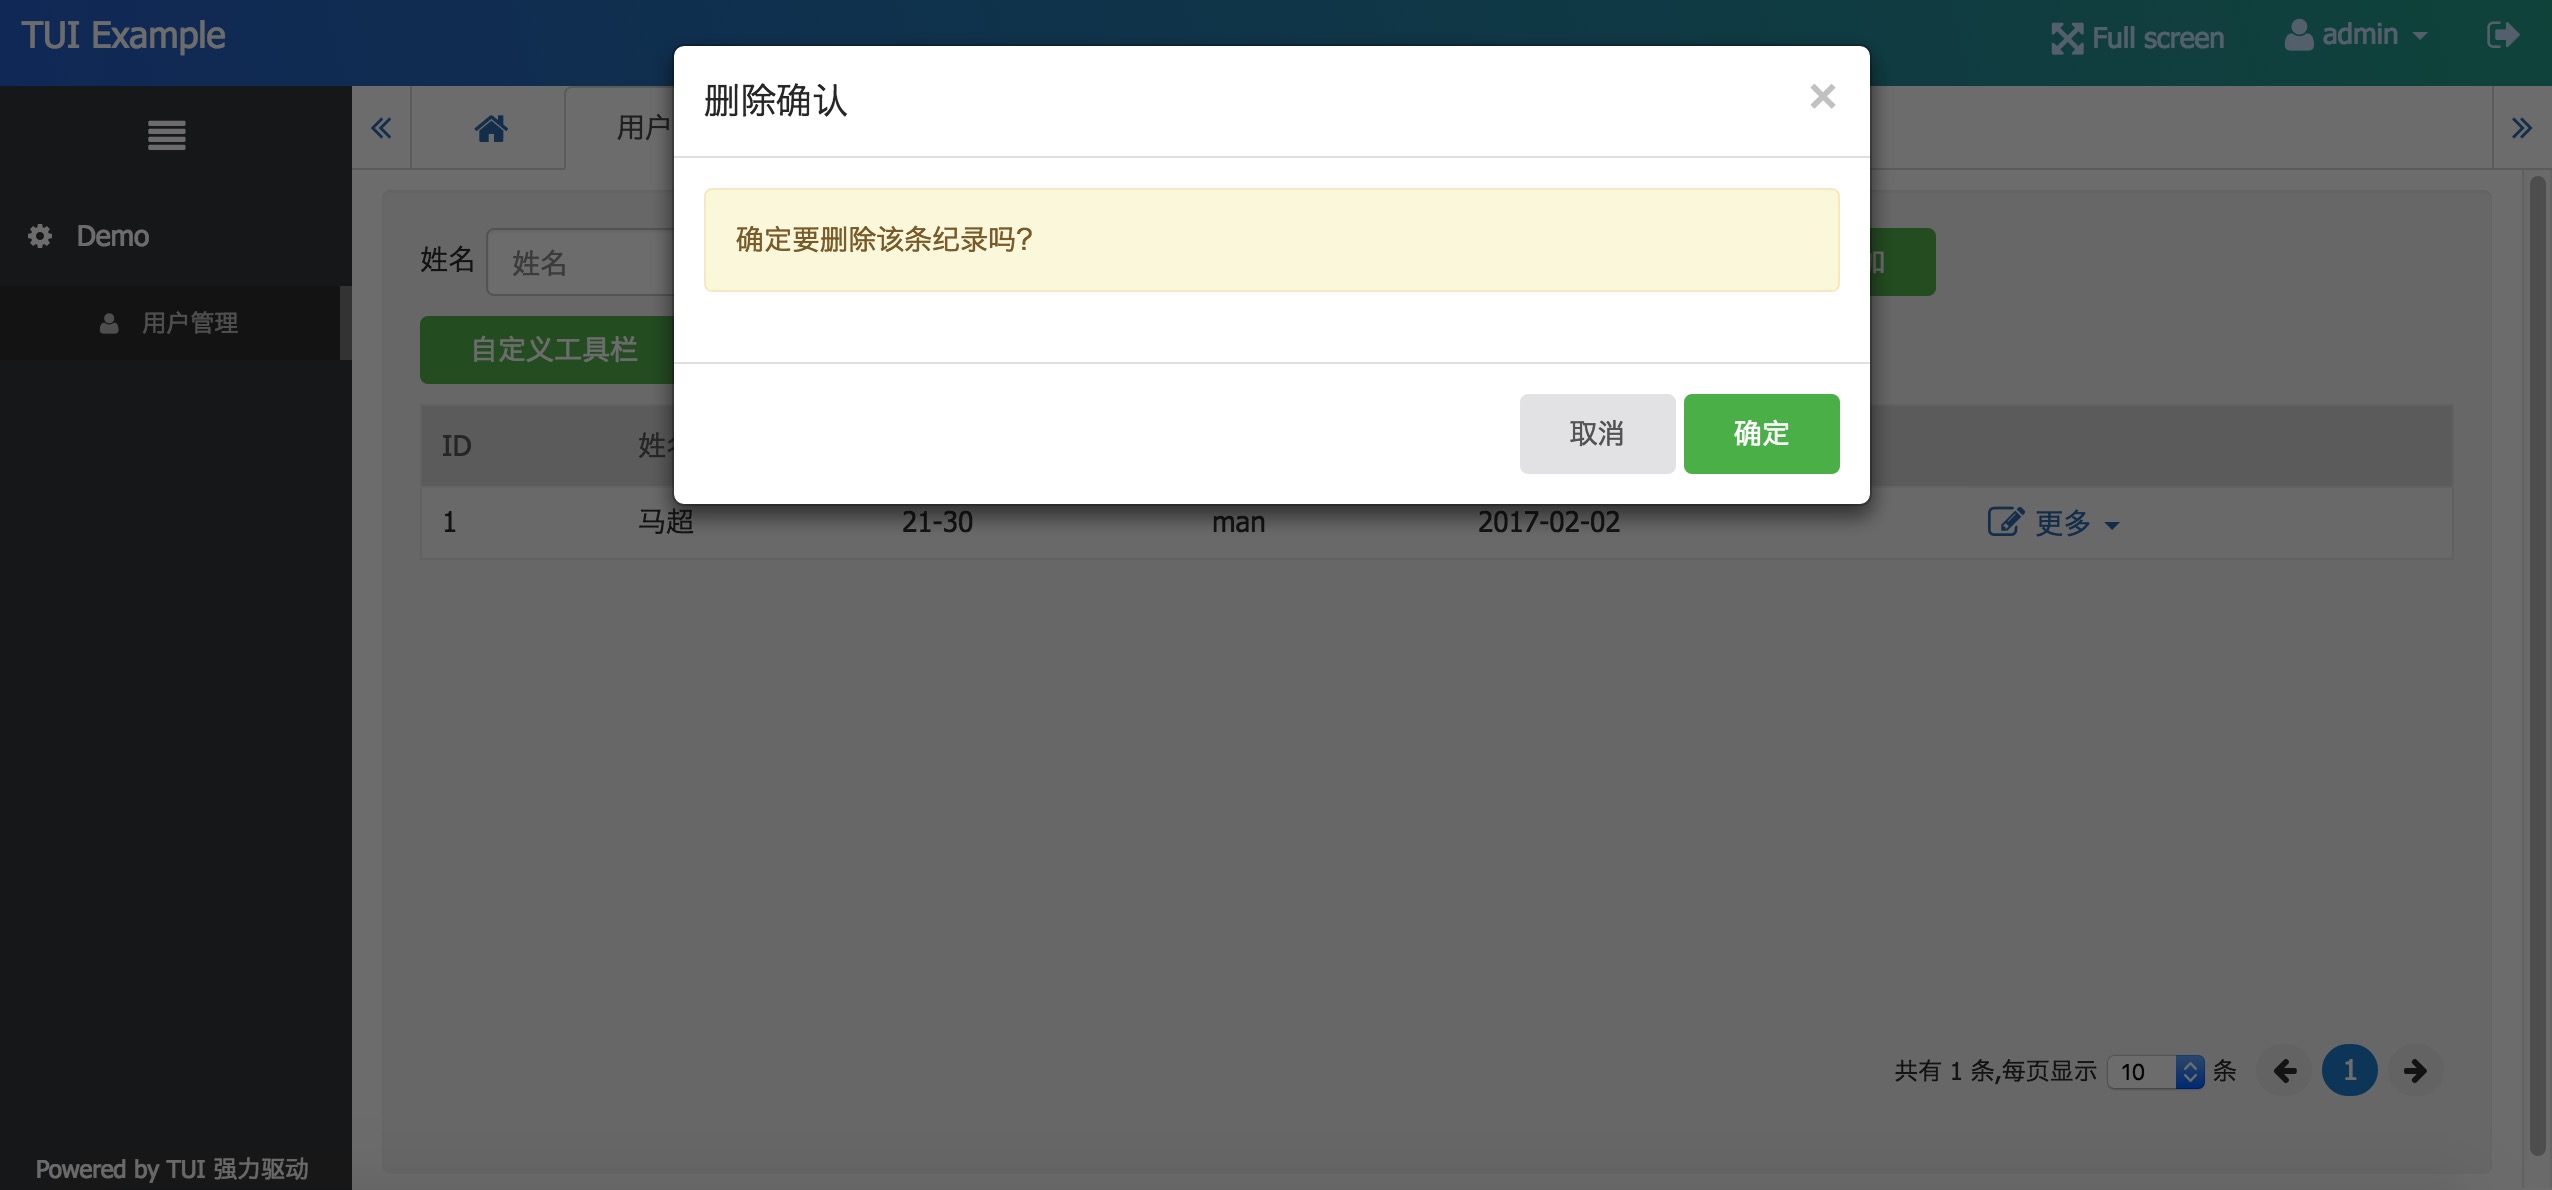 TUI Example
Full screen
admin
删除确认
用户
Demo
确定要删除该条纪录吗?
姓名
姓名
用户管理
自定义工具栏
取消
确定
ID
姓
1
马超
21-30
man
2017-02-02
更多
共有 1 条,每页显示
10
条
1
Powered by TUI 强力驱动